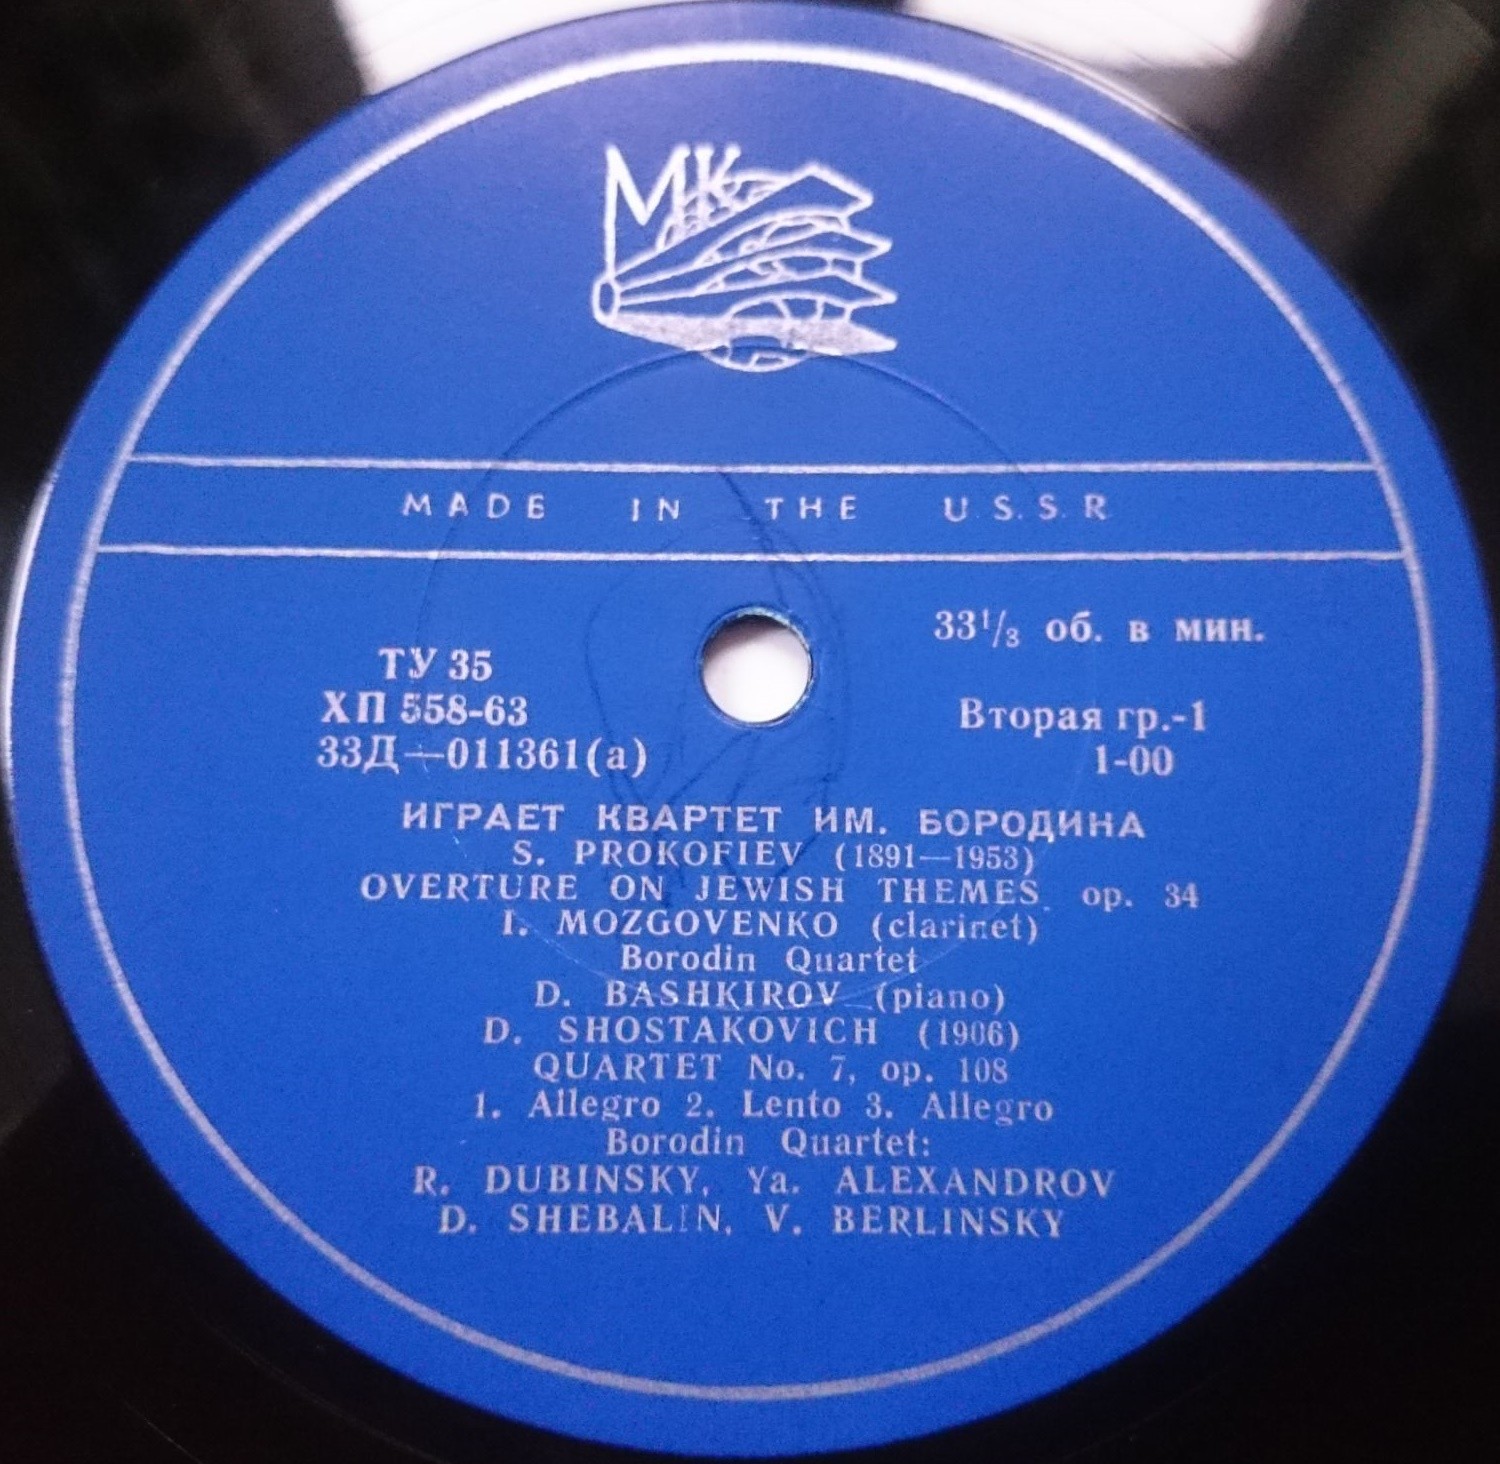 МК
MADE IN THE U.S.S.R
33¹/₃ об. в мин.
ТУ 35
ХП 558-63
33Д—011361(а)
Вторая гр.-1
1-00
ИГРАЕТ КВАРТЕТ ИМ. БОРОДИНА
S. PROKOFIEV (1891—1953)
OVERTURE ON JEWISH THEMES, op. 34
I. MOZGOVENKO (clarinet)
Borodin Quartet
D. BASHKIROV (piano)
D. SHOSTAKOVICH (1906)
QUARTET No. 7, op. 108
1. Allegro 2. Lento 3. Allegro
Borodin Quartet:
R. DUBINSKY, Ya. ALEXANDROV
D. SHEBALIN, V. BERLINSKY